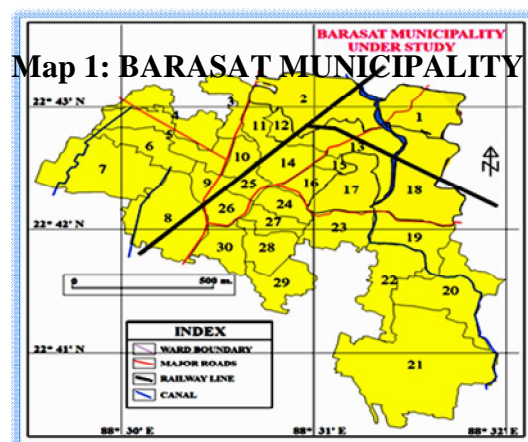 BARASAT MUNICIPALITY
UNDER STUDY
Map 1: BARASAT MUNICIPALITY
22° 43' N
22° 42' N
22° 41' N
2
3
1
4
11 12
5
13
6
10
14
15
7
9
25
16
17
18
8
26
24
27
23
19
30
28
29
22
20
21
N
0 500 m.
INDEX
WARD BOUNDARY
MAJOR ROADS
RAILWAY LINE
CANAL
88° 30' E 88° 31' E 88° 32' E